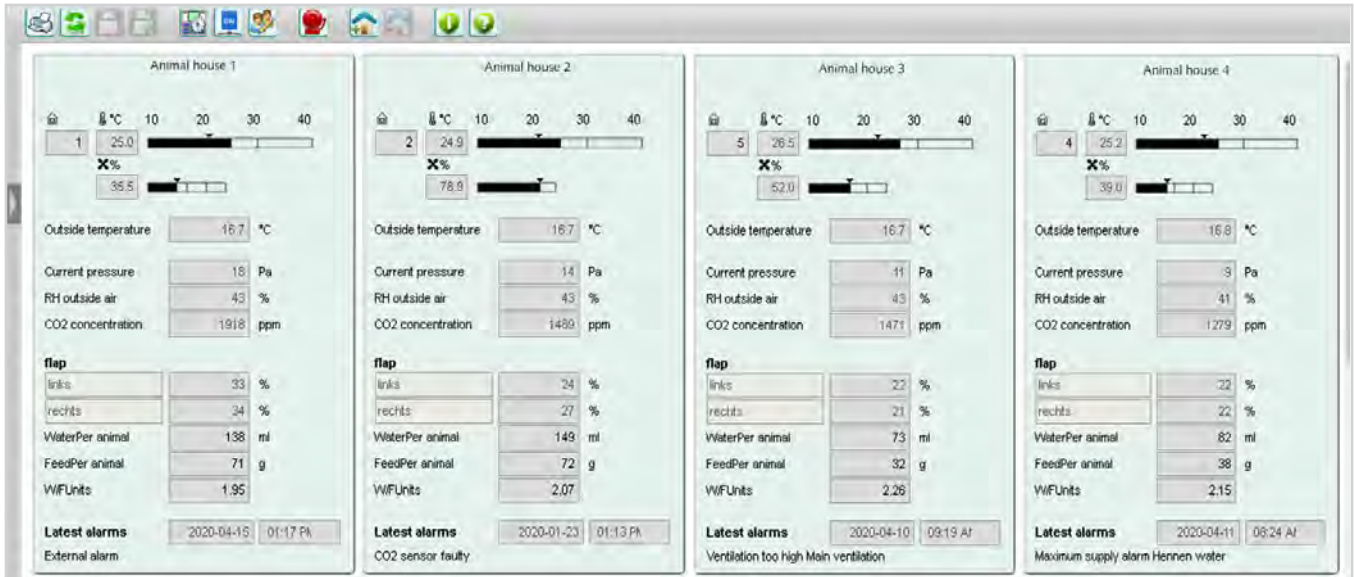 Animal house 1
°C 10 20 30 40
1 25.0
%
35.5
Outside temperature 16.7 °C
Current pressure 18 Pa
RH outside air 43 %
CO2 concentration 1918 ppm
flap
links 33 %
rechts 34 %
WaterPer animal 138 ml
FeedPer animal 71 g
W/FUnits 1.95
Latest alarms 2020-04-15 01:17 PM
External alarm
Animal house 2
°C 10 20 30 40
2 24.9
%
78.9
Outside temperature 16.7 °C
Current pressure 14 Pa
RH outside air 43 %
CO2 concentration 1489 ppm
flap
links 24 %
rechts 27 %
WaterPer animal 149 ml
FeedPer animal 72 g
W/FUnits 2.07
Latest alarms 2020-01-23 01:13 PM
CO2 sensor faulty
Animal house 3
°C 10 20 30 40
5 26.5
%
52.0
Outside temperature 16.7 °C
Current pressure 11 Pa
RH outside air 43 %
CO2 concentration 1471 ppm
flap
links 22 %
rechts 21 %
WaterPer animal 73 ml
FeedPer animal 32 g
W/FUnits 2.26
Latest alarms 2020-04-10 09:19 AM
Ventilation too high Main ventilation
Animal house 4
°C 10 20 30 40
4 25.2
%
39.0
Outside temperature 16.8 °C
Current pressure 9 Pa
RH outside air 41 %
CO2 concentration 1279 ppm
flap
links 22 %
rechts 22 %
WaterPer animal 82 ml
FeedPer animal 38 g
W/FUnits 2.15
Latest alarms 2020-04-11
Maximum supply alarm Hennen water